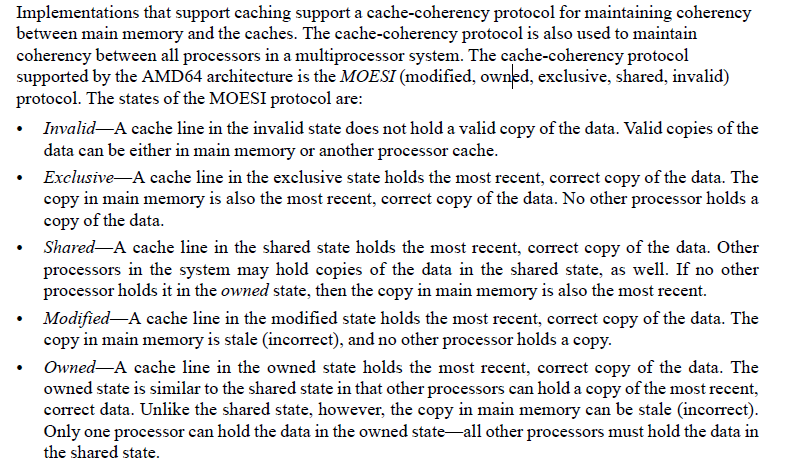 Implementations that support caching support a cache-coherency protocol for maintaining coherency
between main memory and the caches. The cache-coherency protocol is also used to maintain
coherency between all processors in a multiprocessor system. The cache-coherency protocol
supported by the AMD64 architecture is the MOESI (modified, owned, exclusive, shared, invalid)
protocol. The states of the MOESI protocol are:
• Invalid—A cache line in the invalid state does not hold a valid copy of the data. Valid copies of the
data can be either in main memory or another processor cache.
• Exclusive—A cache line in the exclusive state holds the most recent, correct copy of the data. The
copy in main memory is also the most recent, correct copy of the data. No other processor holds a
copy of the data.
• Shared—A cache line in the shared state holds the most recent, correct copy of the data. Other
processors in the system may hold copies of the data in the shared state, as well. If no other
processor holds it in the owned state, then the copy in main memory is also the most recent.
• Modified—A cache line in the modified state holds the most recent, correct copy of the data. The
copy in main memory is stale (incorrect), and no other processor holds a copy.
• Owned—A cache line in the owned state holds the most recent, correct copy of the data. The
owned state is similar to the shared state in that other processors can hold a copy of the most recent,
correct data. Unlike the shared state, however, the copy in main memory can be stale (incorrect).
Only one processor can hold the data in the owned state—all other processors must hold the data in
the shared state.